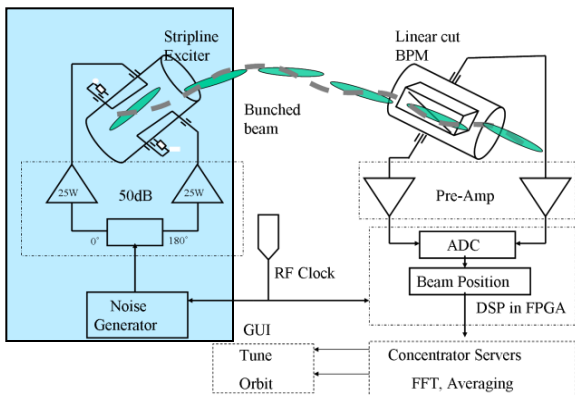 Stripline
Exciter
Linear cut
BPM
Bunched
beam
25W
50dB
25W
Pre-Amp
0°
180°
ADC
RF Clock
Beam Position
Noise
Generator
DSP in FPGA
GUI
Tune
Orbit
Concentrator Servers
FFT, Averaging